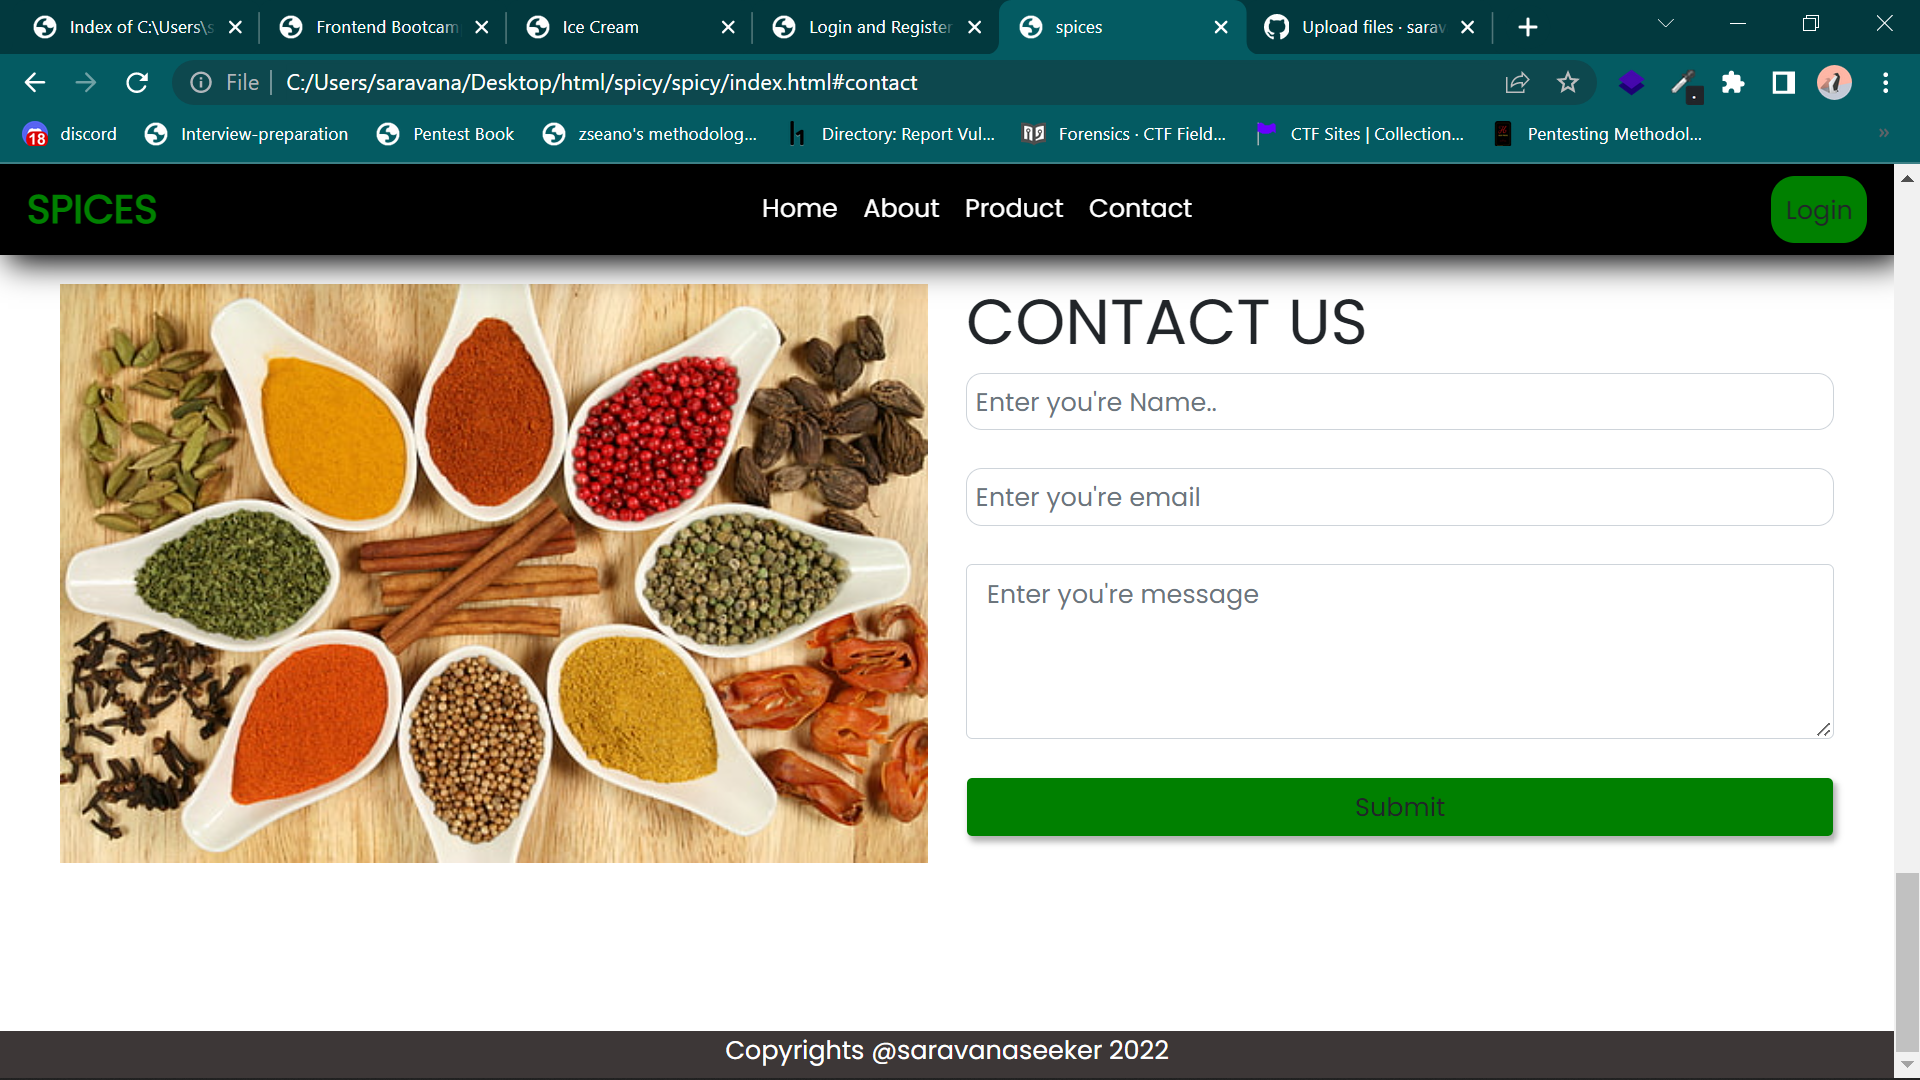 Index of C:\Users\s
Frontend Bootcam
Ice Cream
Login and Register
spices
Upload files · sarav
File
C:/Users/saravana/Desktop/html/spicy/spicy/index.html#contact
18
discord
Interview-preparation
Pentest Book
zseano's methodolog...
h1
Directory: Report Vul...
Forensics · CTF Field...
CTF Sites | Collection...
Pentesting Methodol...
»
SPICES
Home
About
Product
Contact
Login
CONTACT US
Enter you're Name..
Enter you're email
Enter you're message
Submit
Copyrights @saravanaseeker 2022